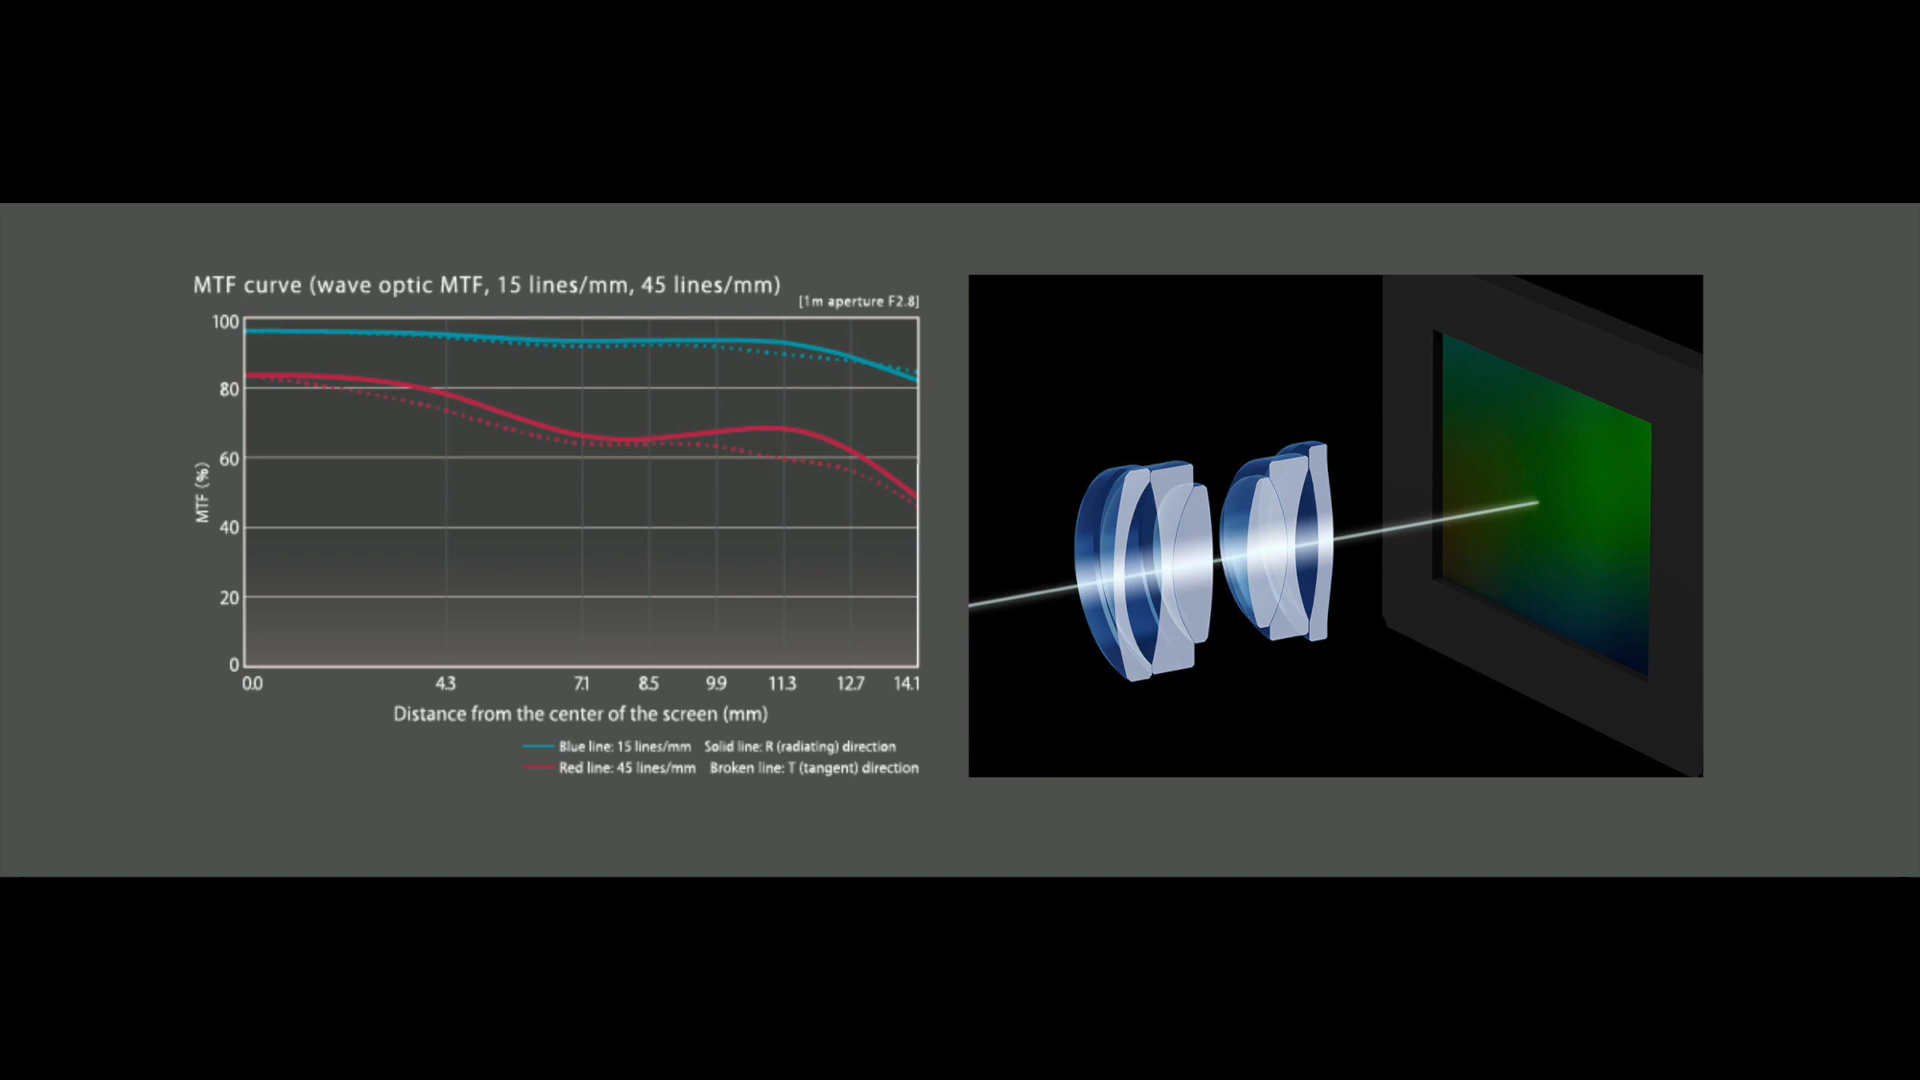 MTF curve (wave optic MTF, 15 lines/mm, 45 lines/mm)
[1m aperture F2.8]
100
80
60
40
20
0
MTF (%)
0.0 4.3 7.1 8.5 9.9 11.3 12.7 14.1
Distance from the center of the screen (mm)
Blue line: 15 lines/mm Solid line: R (radiating) direction
Red line: 45 lines/mm Broken line: T (tangent) direction